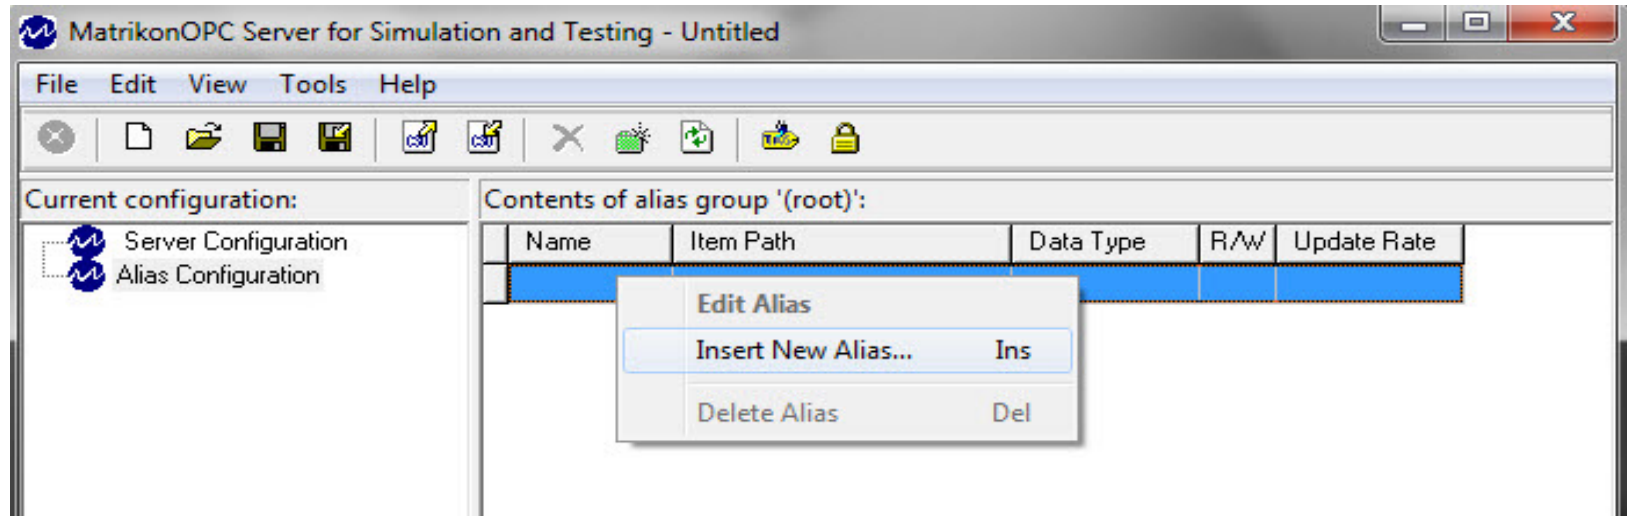 MatrikonOPC Server for Simulation and Testing - Untitled
File Edit View Tools Help
Current configuration:
Contents of alias group '(root)':
Server Configuration
Alias Configuration
Name Item Path Data Type R/W Update Rate
Edit Alias
Insert New Alias... Ins
Delete Alias Del